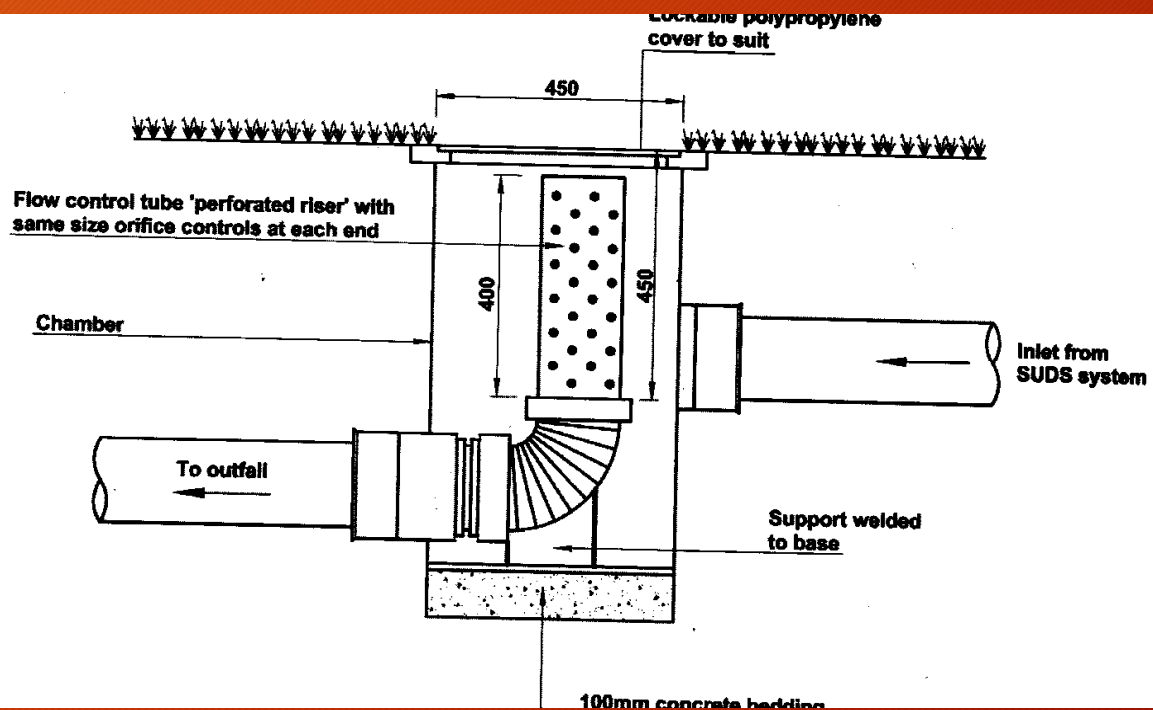 Lockable polypropylene
cover to suit
450
Flow control tube 'perforated riser' with
same size orifice controls at each end
400
450
Chamber
Inlet from
SUDS system
To outfall
Support welded
to base
100mm concrete bedding